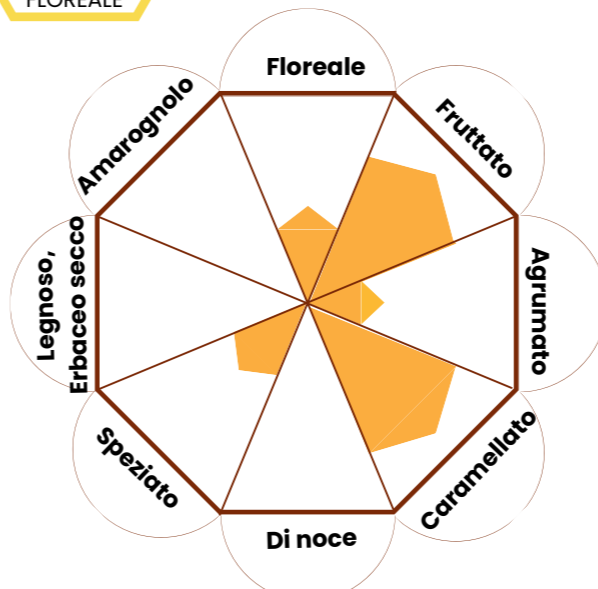 FLOREALE
Floreale
Fruttato
Agrumato
Caramellato
Di noce
Speziato
Legnoso,
Erbaceo secco
Amarognolo